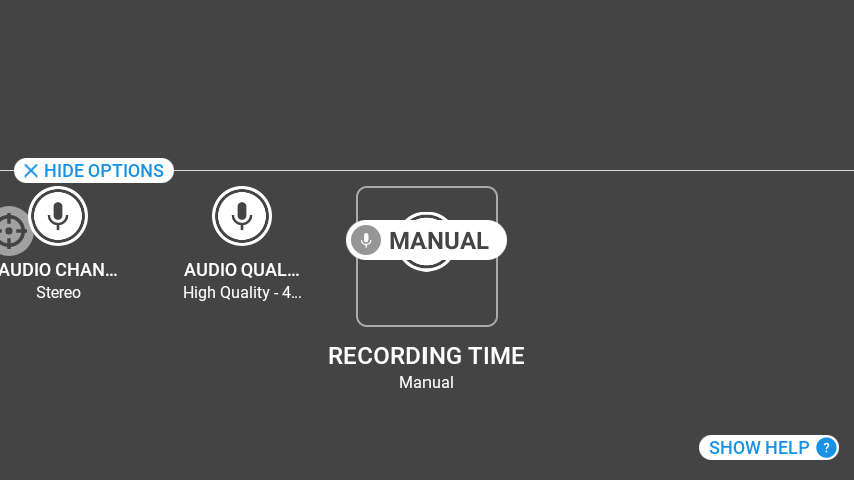 HIDE OPTIONS
AUDIO CHAN...
Stereo
AUDIO QUAL...
High Quality - 4...
MANUAL
RECORDING TIME
Manual
SHOW HELP ?